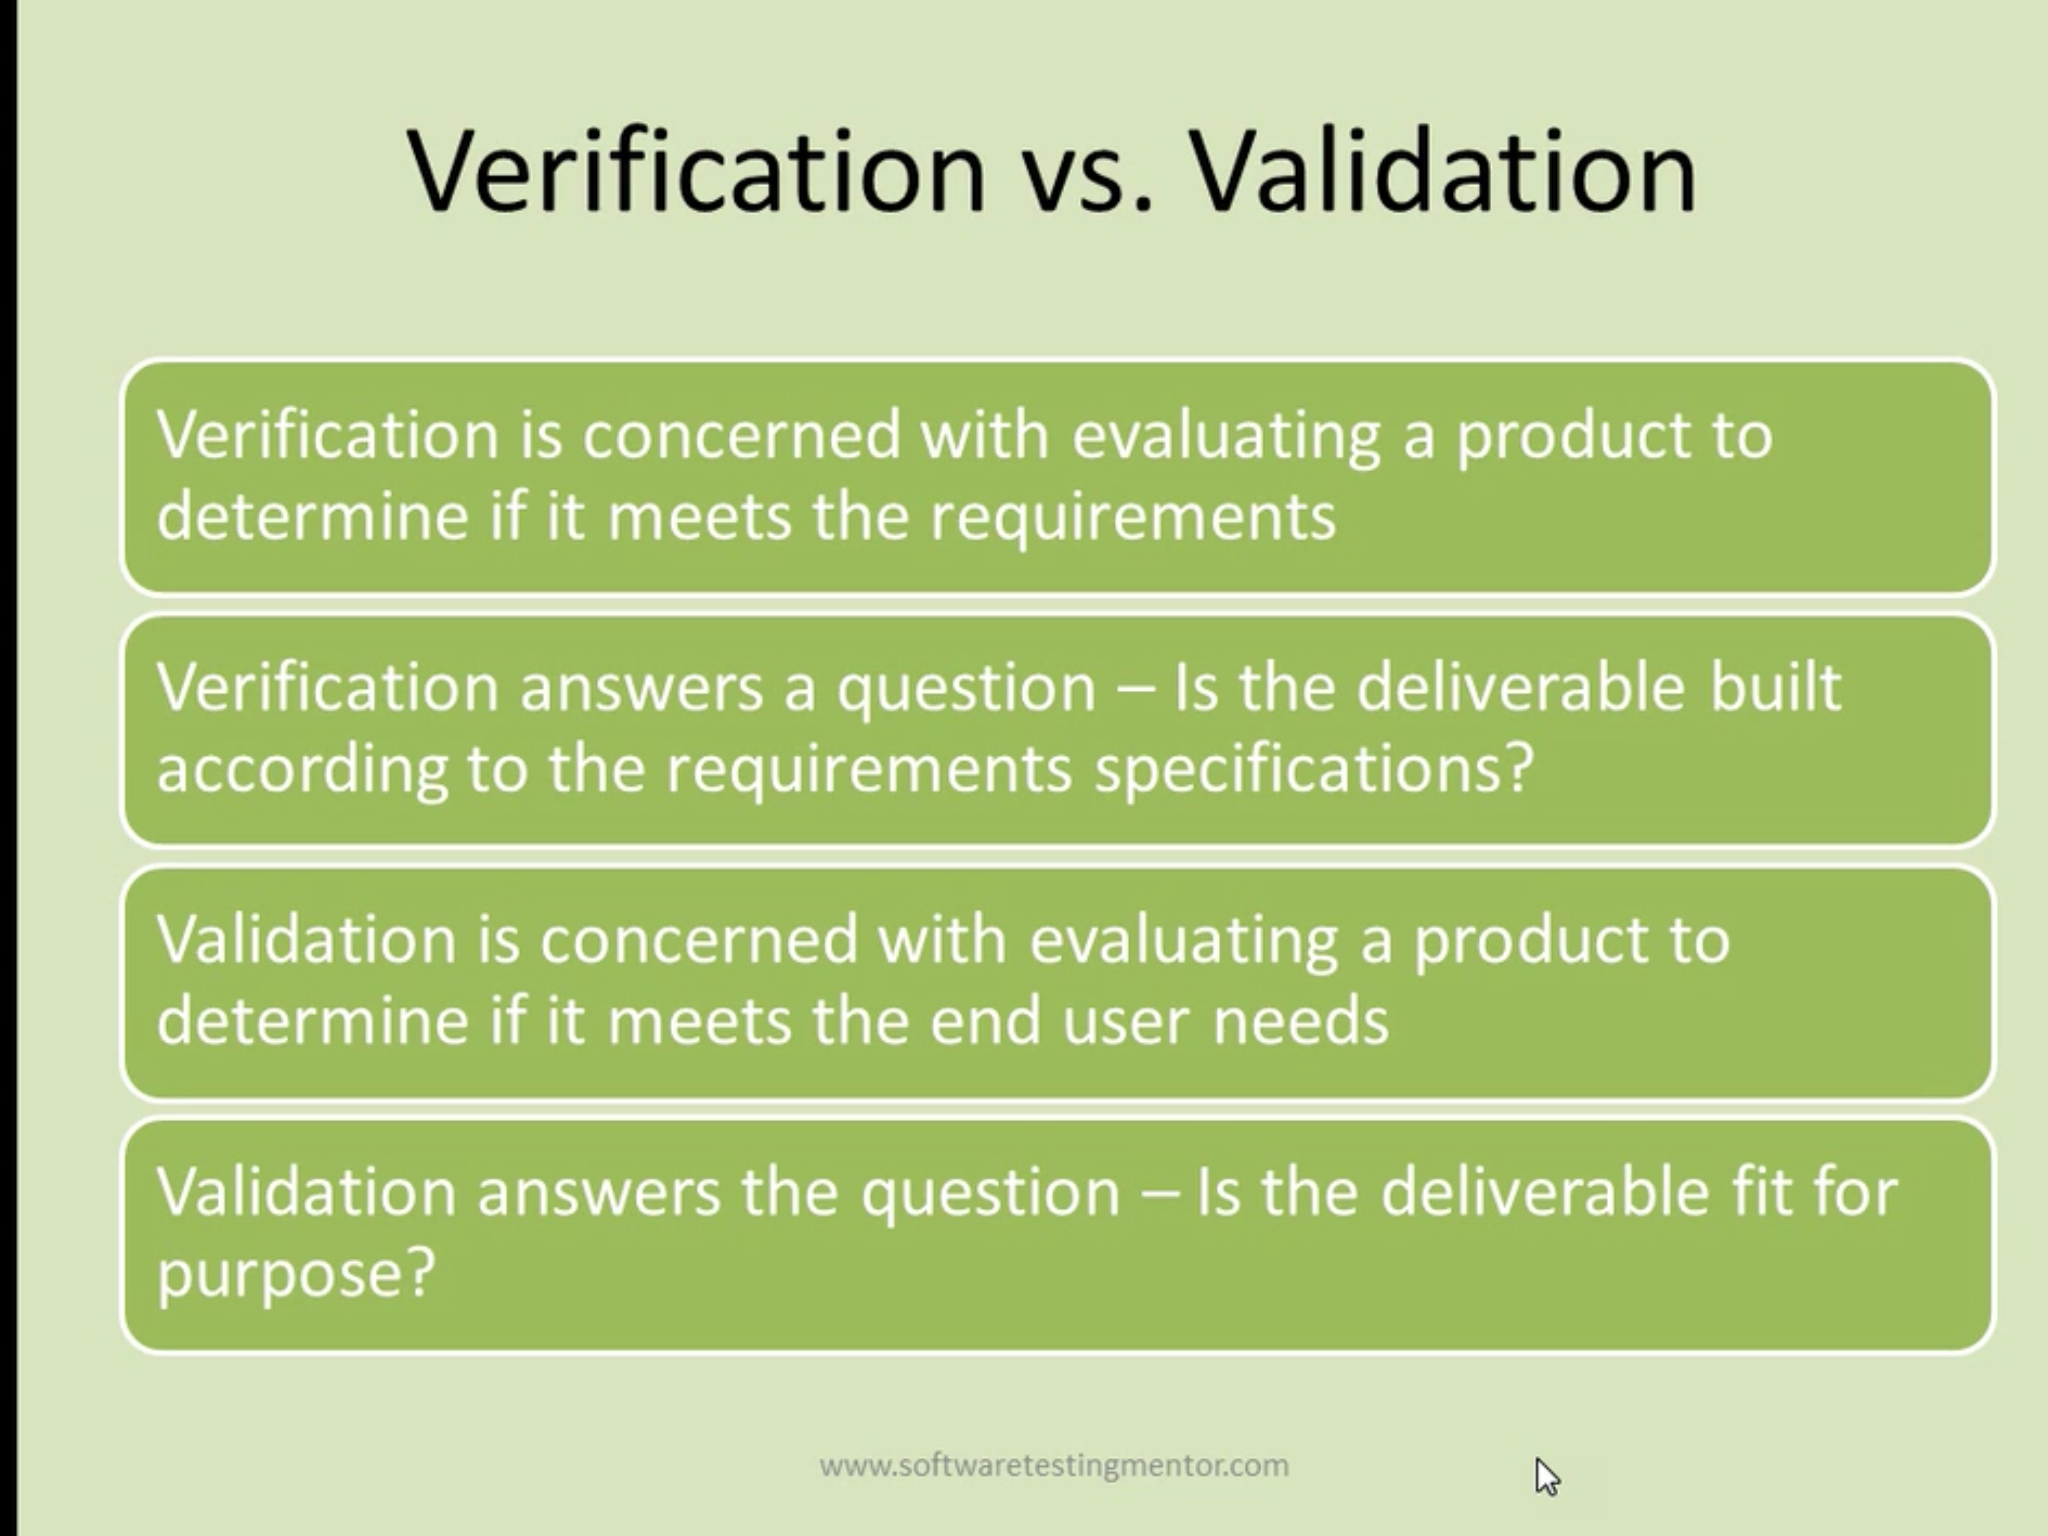 Verification vs. Validation
Verification is concerned with evaluating a product to
determine if it meets the requirements
Verification answers a question – Is the deliverable built
according to the requirements specifications?
Validation is concerned with evaluating a product to
determine if it meets the end user needs
Validation answers the question – Is the deliverable fit for
purpose?
www.softwaretestingmentor.com